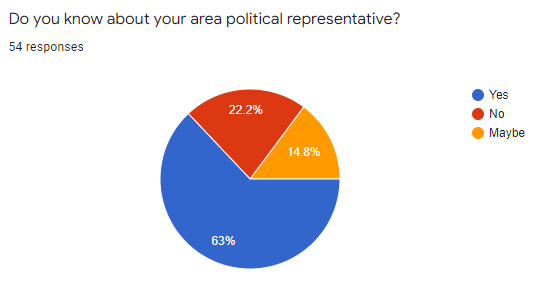 Do you know about your area political representative?
54 responses
Yes
No
Maybe
22.2%
14.8%
63%